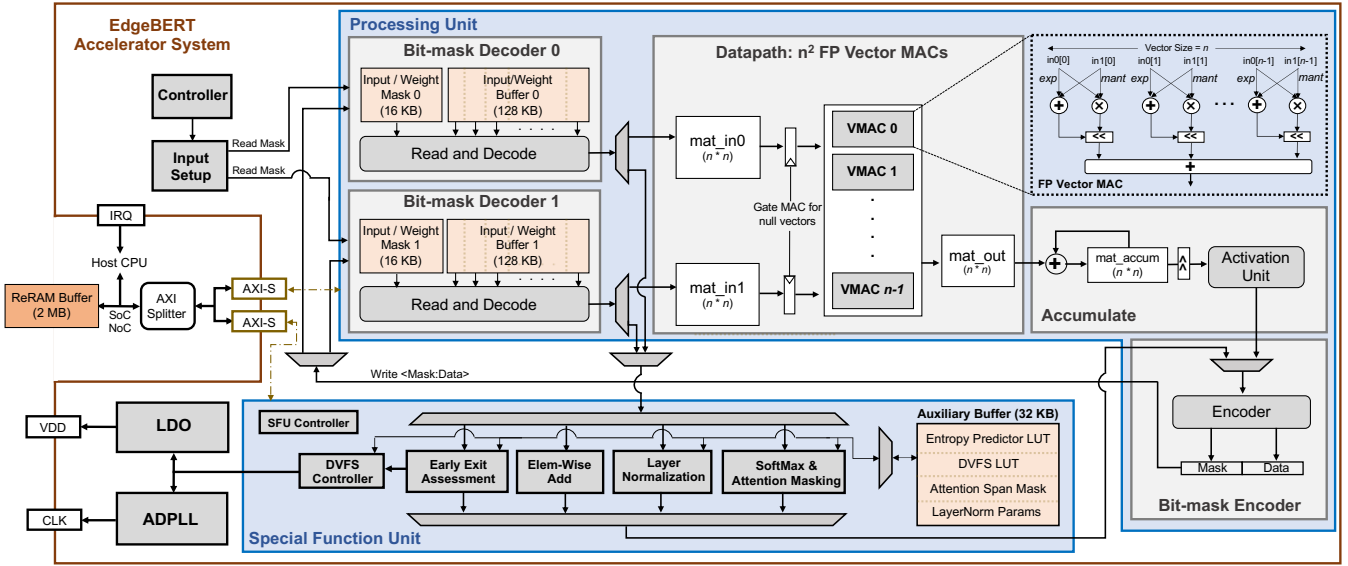 EdgeBERT
Accelerator System
Controller
Input
Setup
Read Mask
Read Mask
IRQ
Host CPU
ReRAM Buffer
(2 MB)
SoC
NoC
AXI
Splitter
AXI-S
AXI-S
VDD
LDO
CLK
ADPLL
Processing Unit
Bit-mask Decoder 0
Input / Weight
Mask 0
(16 KB)
Input/Weight
Buffer 0
(128 KB)
Read and Decode
Bit-mask Decoder 1
Input / Weight
Mask 1
(16 KB)
Input / Weight
Buffer 1
(128 KB)
Read and Decode
Datapath: n² FP Vector MACs
mat_in0
(n * n)
Gate MAC for
null vectors
mat_in1
(n * n)
VMAC 0
VMAC 1
VMAC n-1
mat_out
(n * n)
Vector Size = n
in0[0] in1[0] in0[1] in1[1] in0[n-1] in1[n-1]
exp mant exp mant exp mant
+ × + × · · · + ×
<< << <<
+
FP Vector MAC
+
mat_accum
(n * n)
<<
Activation
Unit
Accumulate
Write <Mask:Data>
Encoder
Mask Data
Bit-mask Encoder
SFU Controller
DVFS
Controller
Early Exit
Assessment
Elem-Wise
Add
Layer
Normalization
SoftMax &
Attention Masking
Auxiliary Buffer (32 KB)
Entropy Predictor LUT
DVFS LUT
Attention Span Mask
LayerNorm Params
Special Function Unit